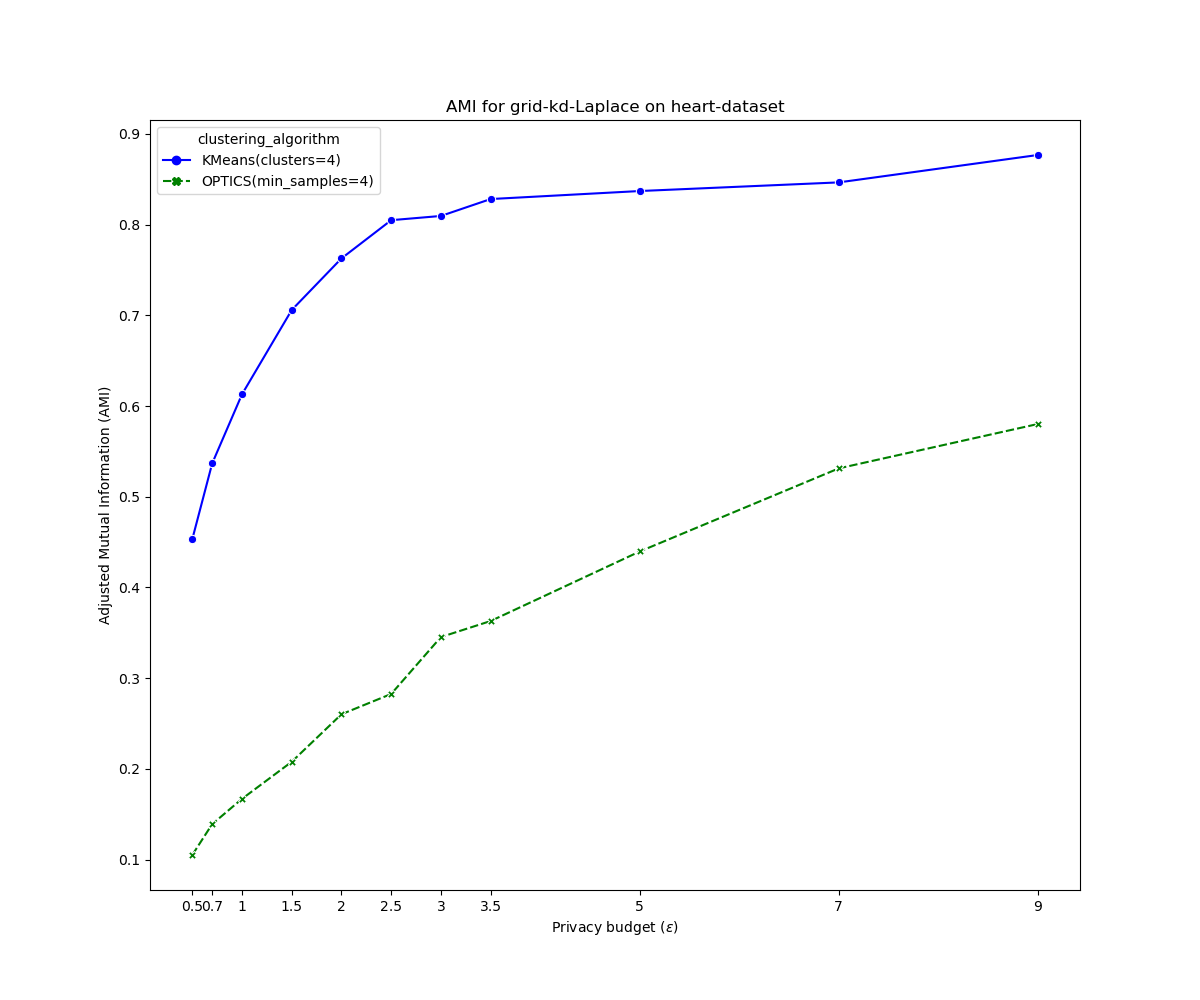 AMI for grid-kd-Laplace on heart-dataset
clustering_algorithm
KMeans(clusters=4)
OPTICS(min_samples=4)
Adjusted Mutual Information (AMI)
0.9
0.8
0.7
0.6
0.5
0.4
0.3
0.2
0.1
0.5 0.7 1 1.5 2 2.5 3 3.5 5 7 9
Privacy budget (ε)